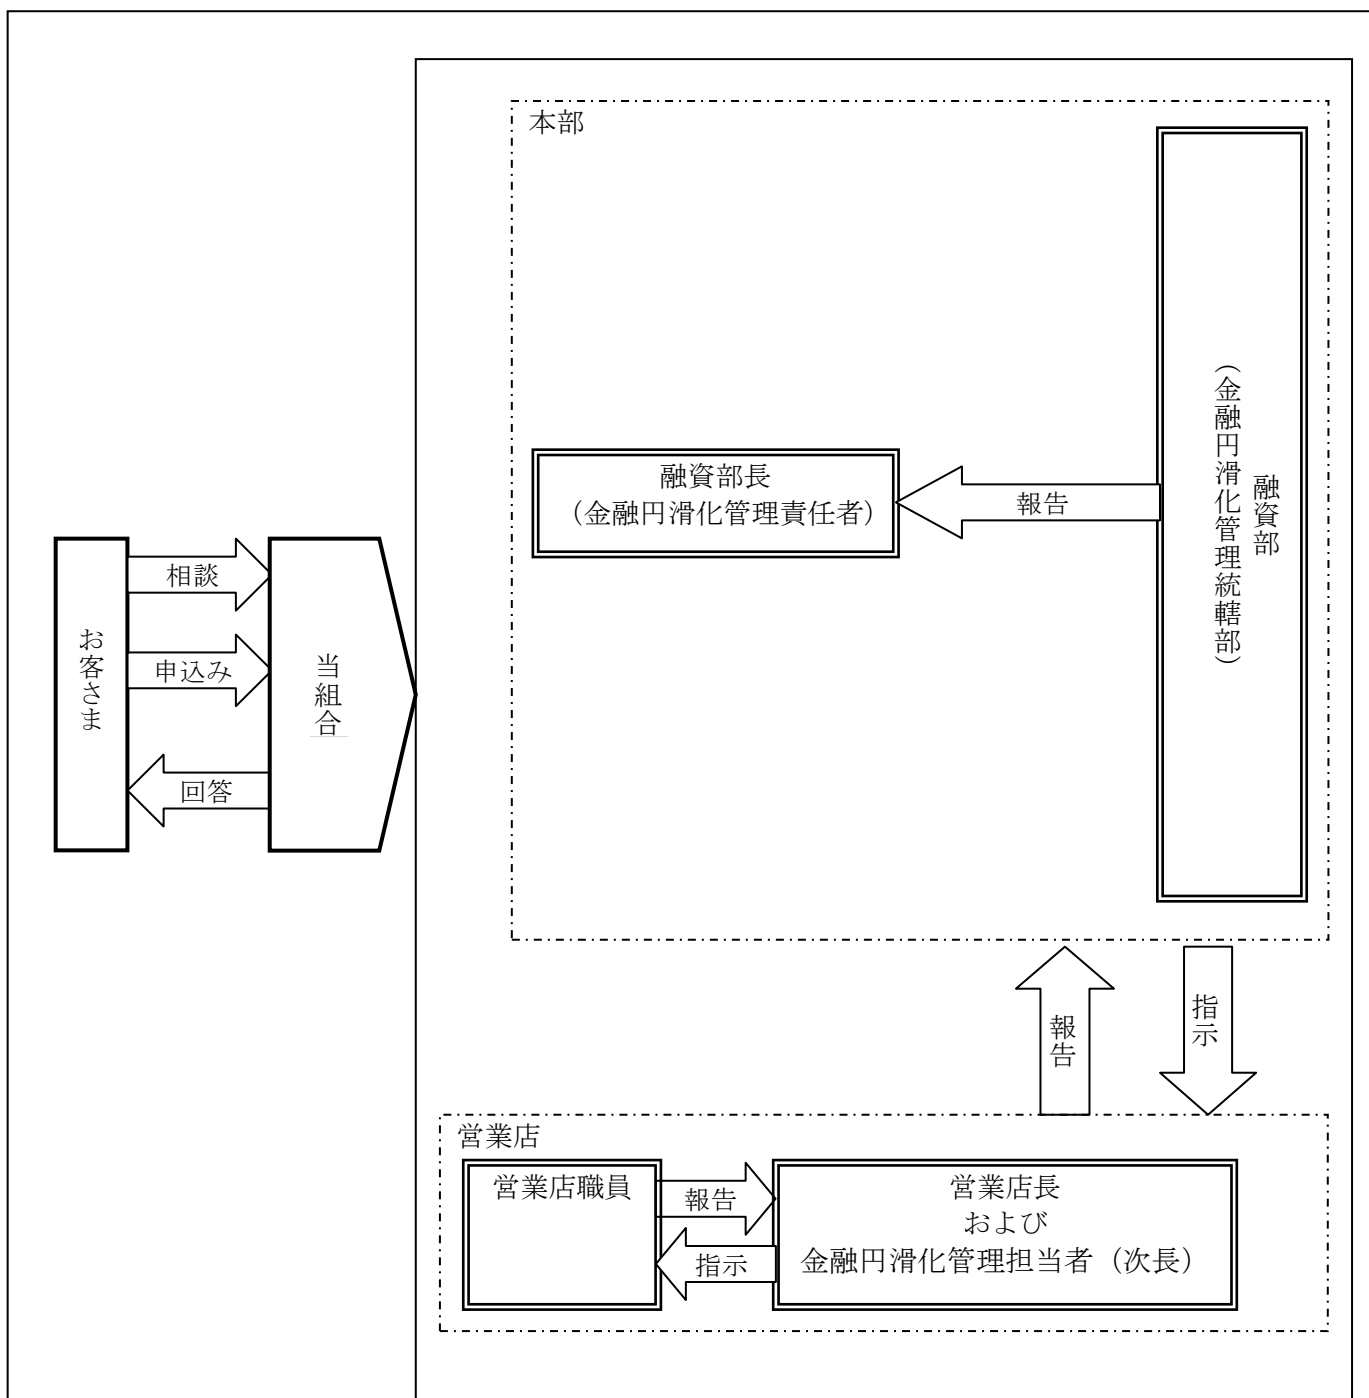 本部
融資部
（金融円滑化管理統轄部）
融資部長
（金融円滑化管理責任者）
報告
お客さま
相談
申込み
回答
当組合
報告
指示
営業店
営業店職員
報告
指示
営業店長
および
金融円滑化管理担当者（次長）